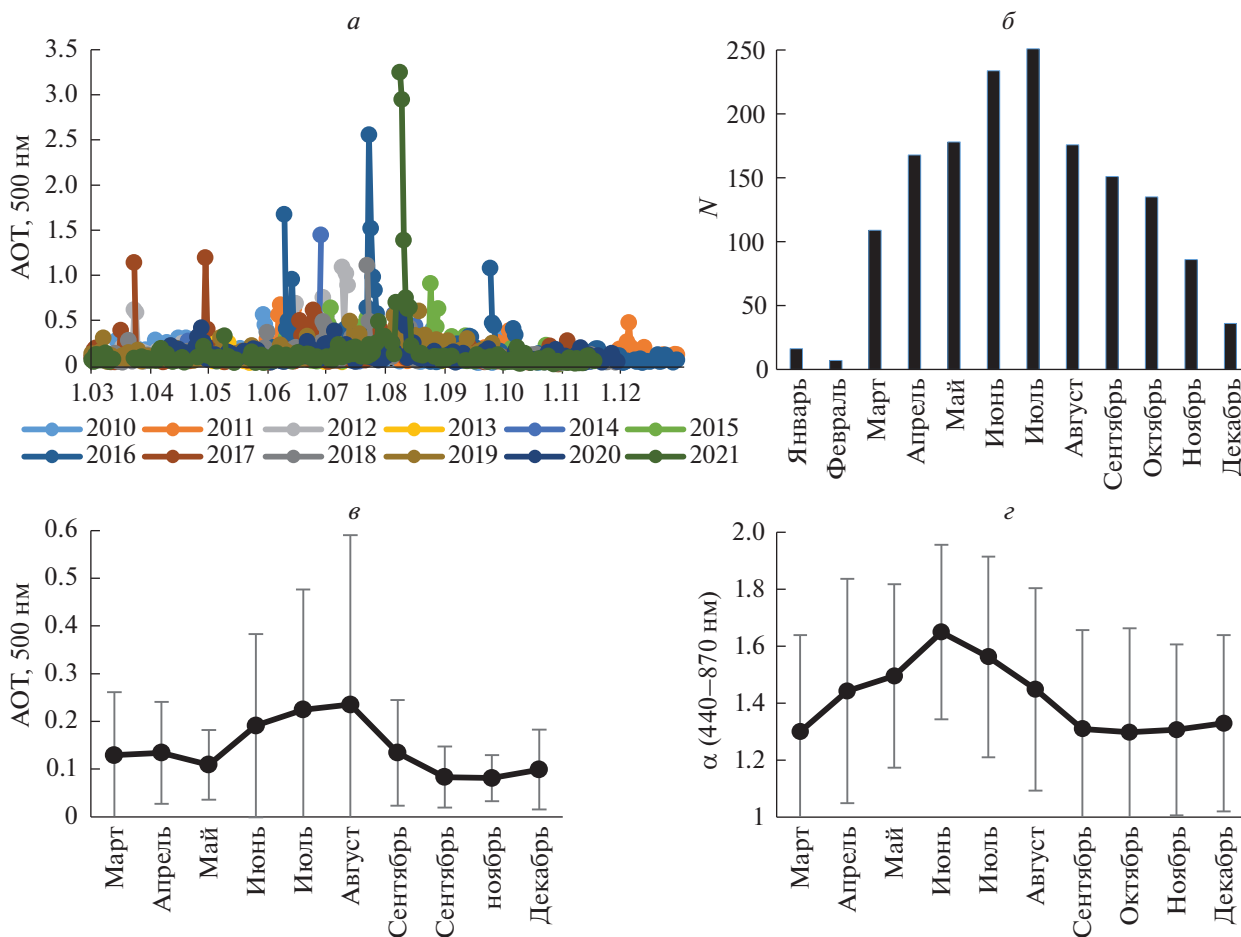 а
АОТ, 500 нм
3.5
3.0
2.5
2.0
1.5
1.0
0.5
0
1.03 1.04 1.05 1.06 1.07 1.08 1.09 1.10 1.11 1.12
2010 2011 2012 2013 2014 2015
2016 2017 2018 2019 2020 2021
б
N
250
200
150
100
50
0
Январь
Февраль
Март
Апрель
Май
Июнь
Июль
Август
Сентябрь
Октябрь
Ноябрь
Декабрь
в
АОТ, 500 нм
0.6
0.5
0.4
0.3
0.2
0.1
0
Март
Апрель
Май
Июнь
Июль
Август
Сентябрь
Сентябрь
ноябрь
Декабрь
г
α (440–870 нм)
2.0
1.8
1.6
1.4
1.2
1
Март
Апрель
Май
Июнь
Июль
Август
Сентябрь
Октябрь
Ноябрь
Декабрь